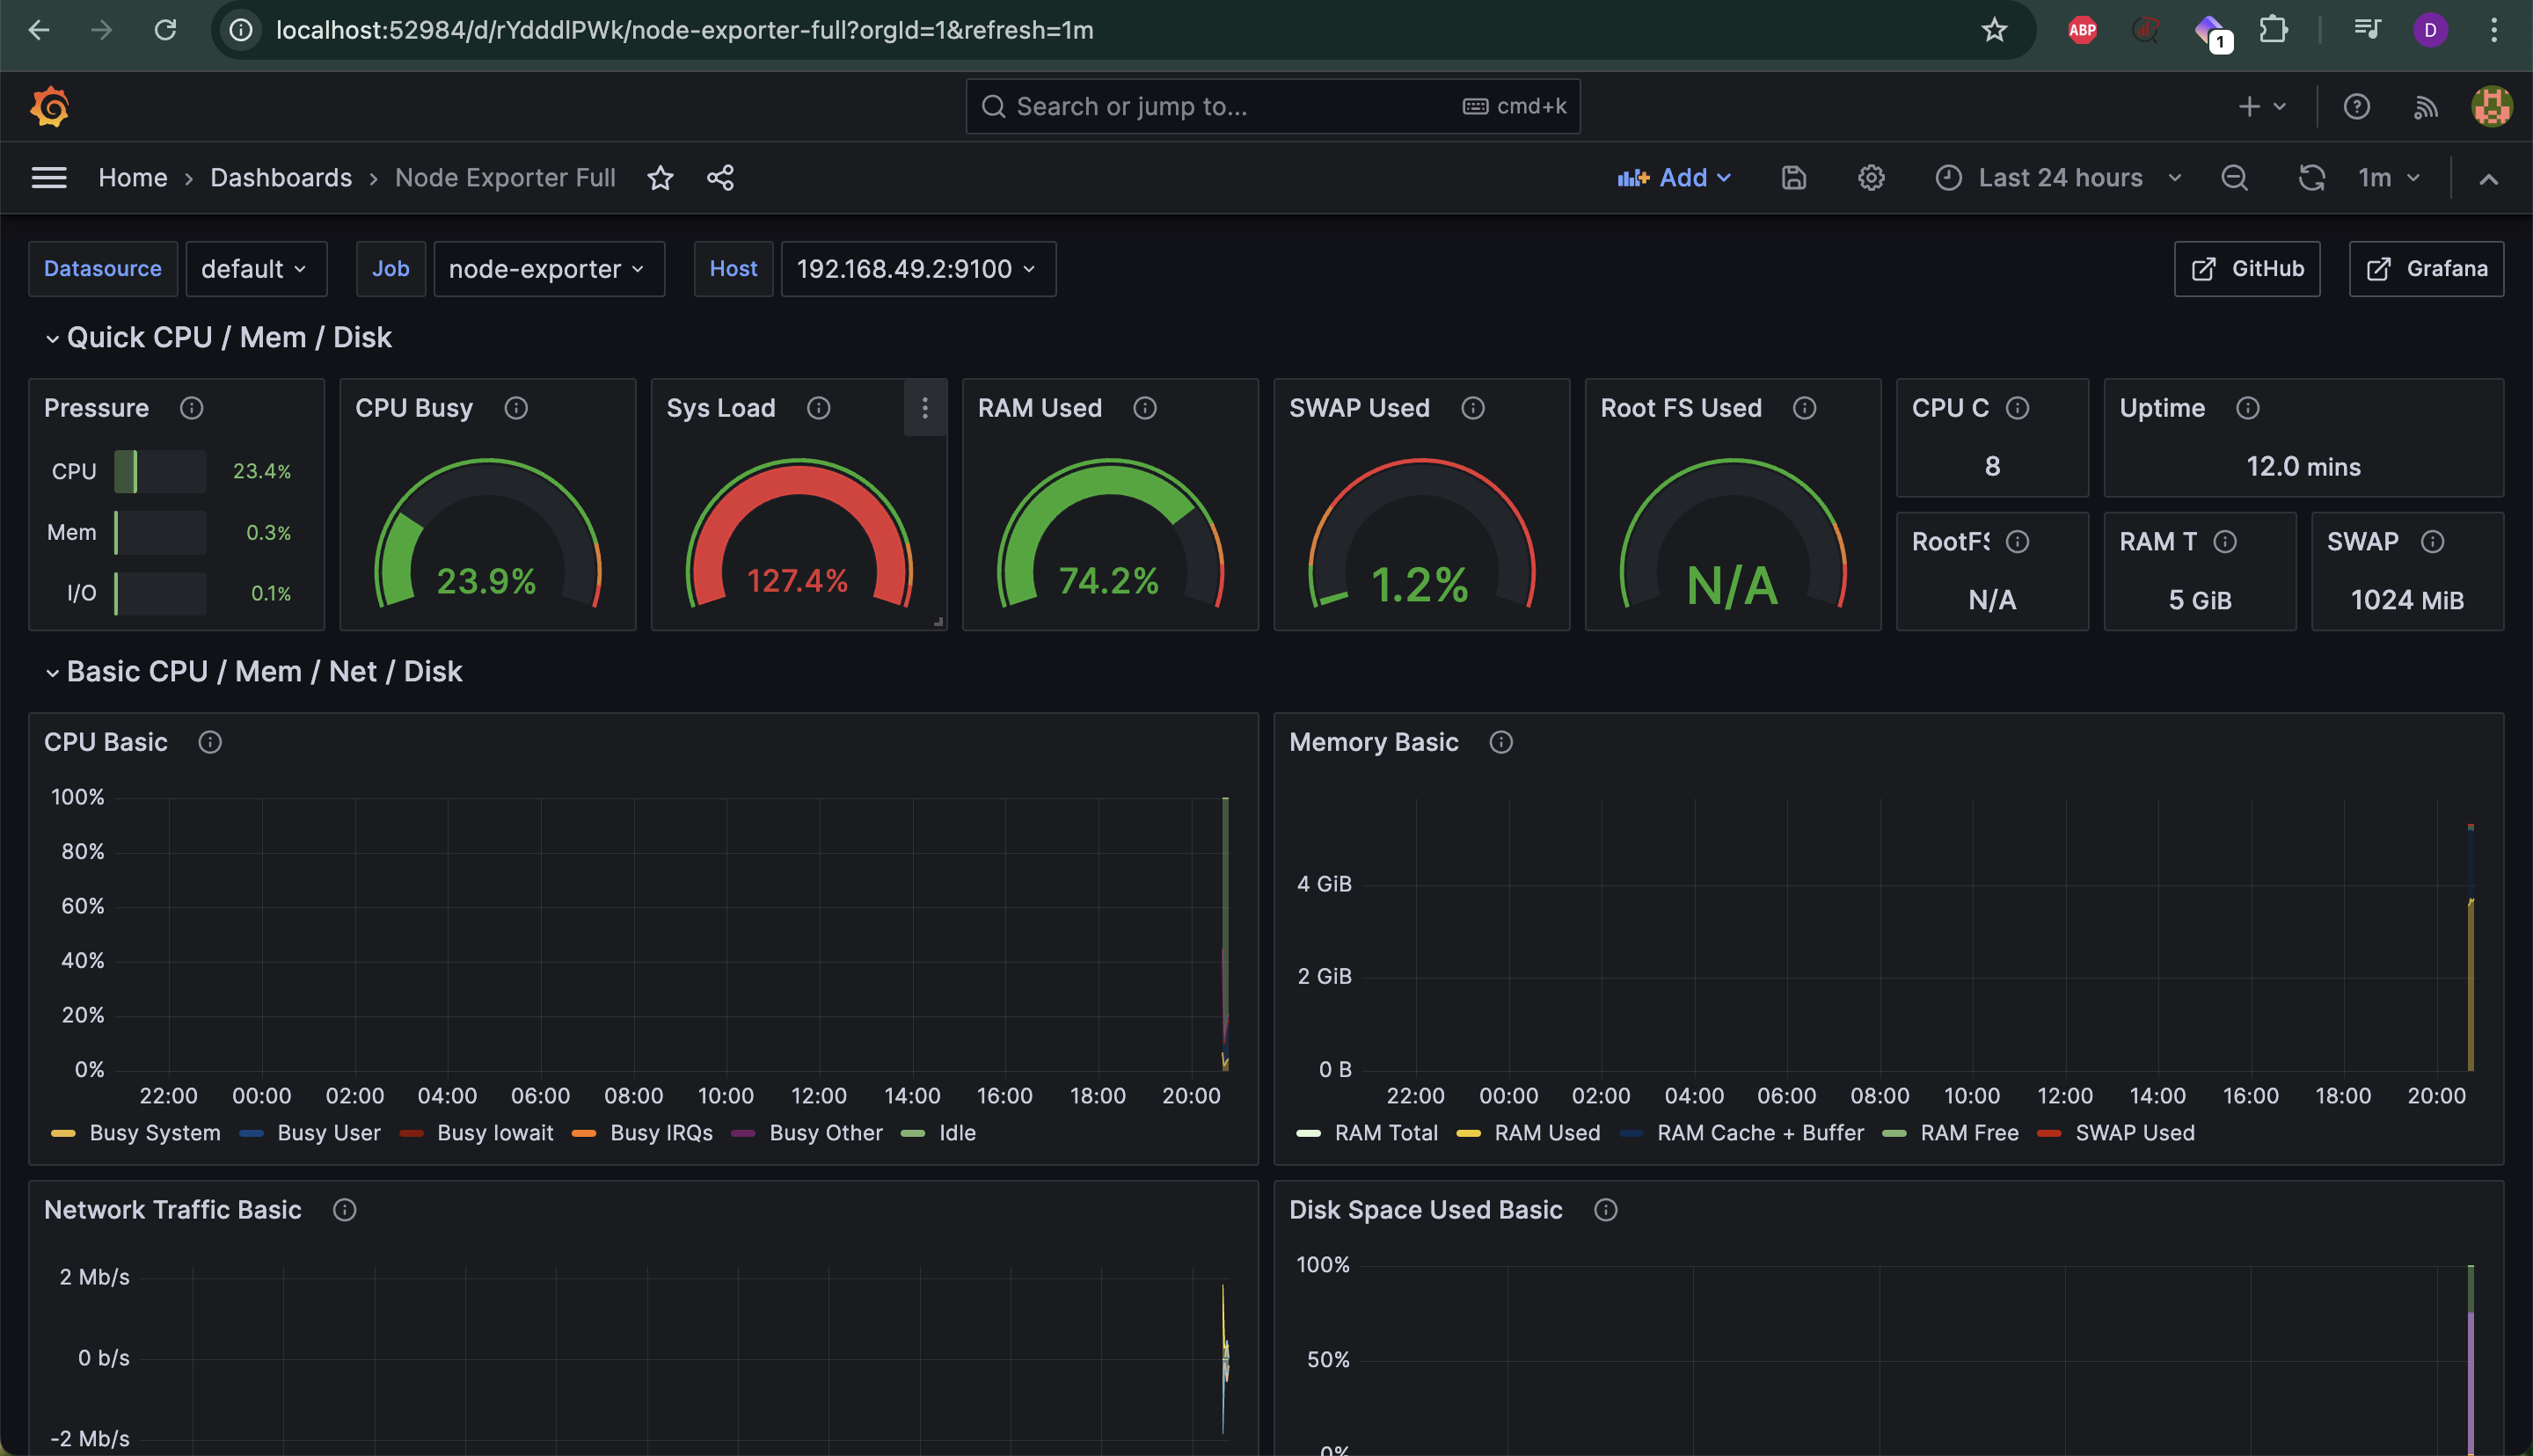 localhost:52984/d/rYdddlPWk/node-exporter-full?orgId=1&refresh=1m
ABP
1
D
Search or jump to...
cmd+k
Home › Dashboards › Node Exporter Full
Add
Last 24 hours
1m
Datasource default Job node-exporter Host 192.168.49.2:9100
GitHub
Grafana
Quick CPU / Mem / Disk
Pressure
CPU 23.4%
Mem 0.3%
I/O 0.1%
CPU Busy
23.9%
Sys Load
127.4%
RAM Used
74.2%
SWAP Used
1.2%
Root FS Used
N/A
CPU C
8
Uptime
12.0 mins
RootFS
N/A
RAM T
5 GiB
SWAP
1024 MiB
Basic CPU / Mem / Net / Disk
CPU Basic
100%
80%
60%
40%
20%
0%
22:00 00:00 02:00 04:00 06:00 08:00 10:00 12:00 14:00 16:00 18:00 20:00
Busy System Busy User Busy Iowait Busy IRQs Busy Other Idle
Memory Basic
4 GiB
2 GiB
0 B
22:00 00:00 02:00 04:00 06:00 08:00 10:00 12:00 14:00 16:00 18:00 20:00
RAM Total RAM Used RAM Cache + Buffer RAM Free SWAP Used
Network Traffic Basic
2 Mb/s
0 b/s
-2 Mb/s
Disk Space Used Basic
100%
50%
0%